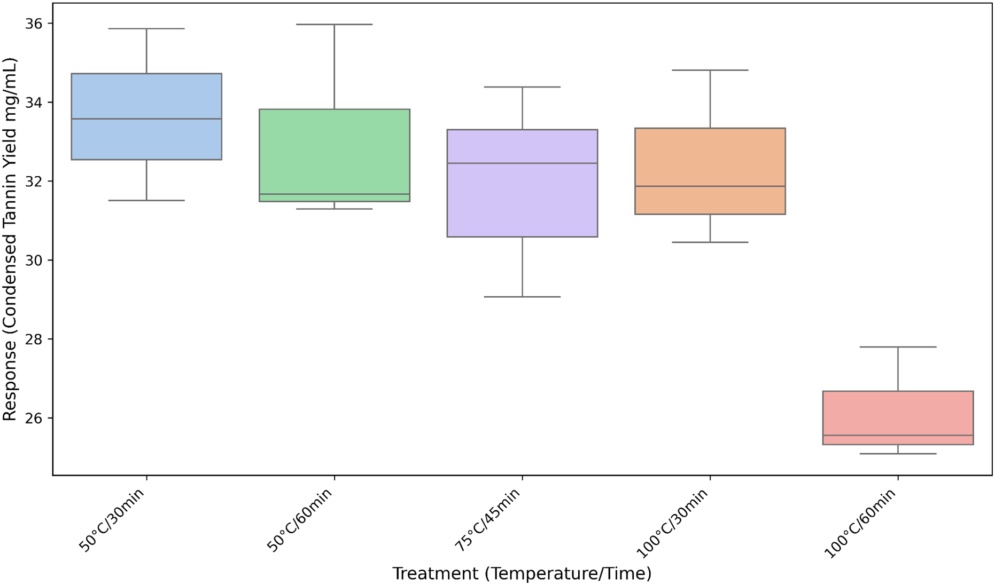 Response (Condensed Tannin Yield mg/mL)
36
34
32
30
28
26
50°C/30min
50°C/60min
75°C/45min
100°C/30min
100°C/60min
Treatment (Temperature/Time)